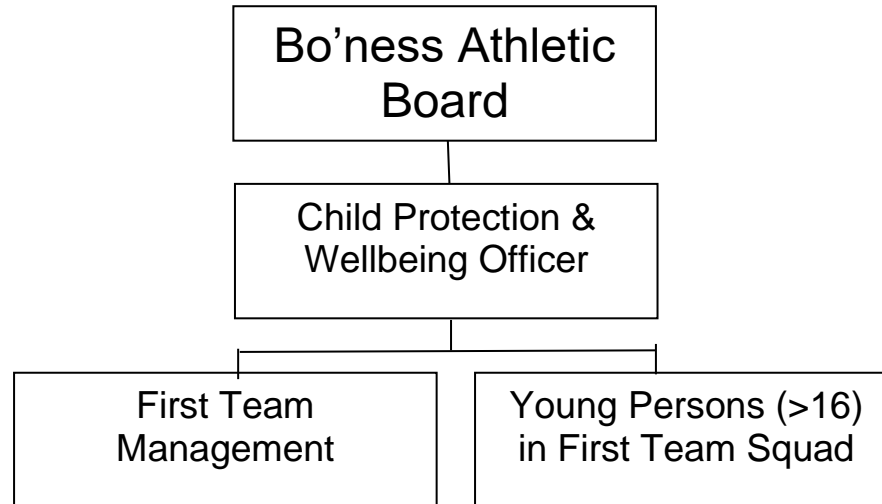 Bo’ness Athletic
Board
Child Protection &
Wellbeing Officer
First Team
Management
Young Persons (>16)
in First Team Squad